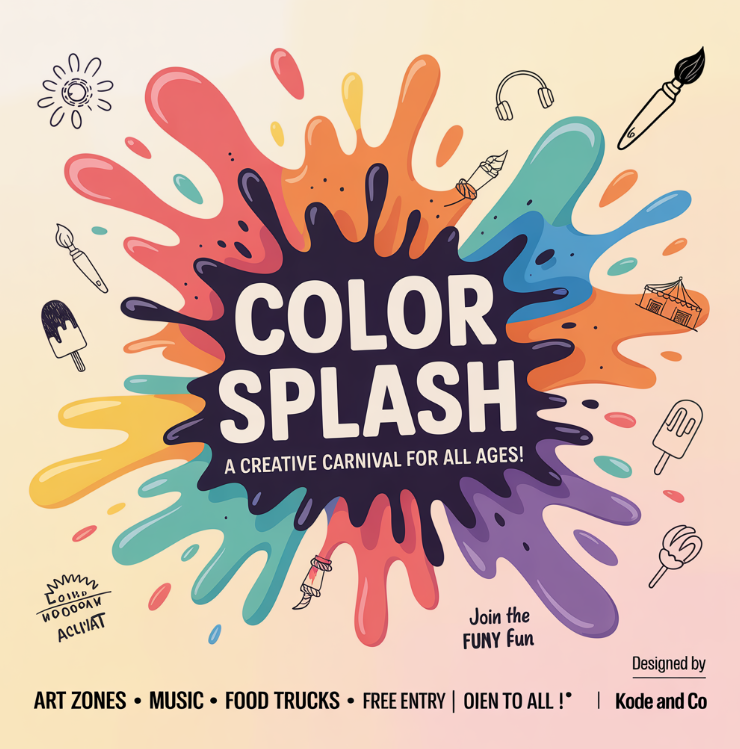 COLOR
SPLASH
A CREATIVE CARNIVAL FOR ALL AGES!
Join the
FUNY Eun
Designed by
ART ZONES • MUSIC • FOOD TRUCKS • FREE ENTRY | OIEN TO ALL !• | Kode and Co